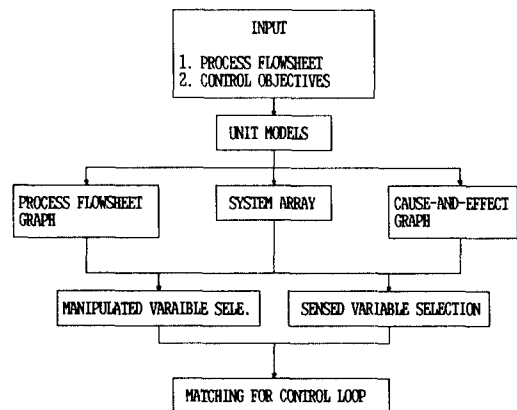 INPUT
1. PROCESS FLOWSHEET
2. CONTROL OBJECTIVES
UNIT MODELS
PROCESS FLOWSHEET
GRAPH
SYSTEM ARRAY
CAUSE-AND-EFFECT
GRAPH
MANIPULATED VARAIBLE SELE.
SENSED VARIABLE SELECTION
MATCHING FOR CONTROL LOOP